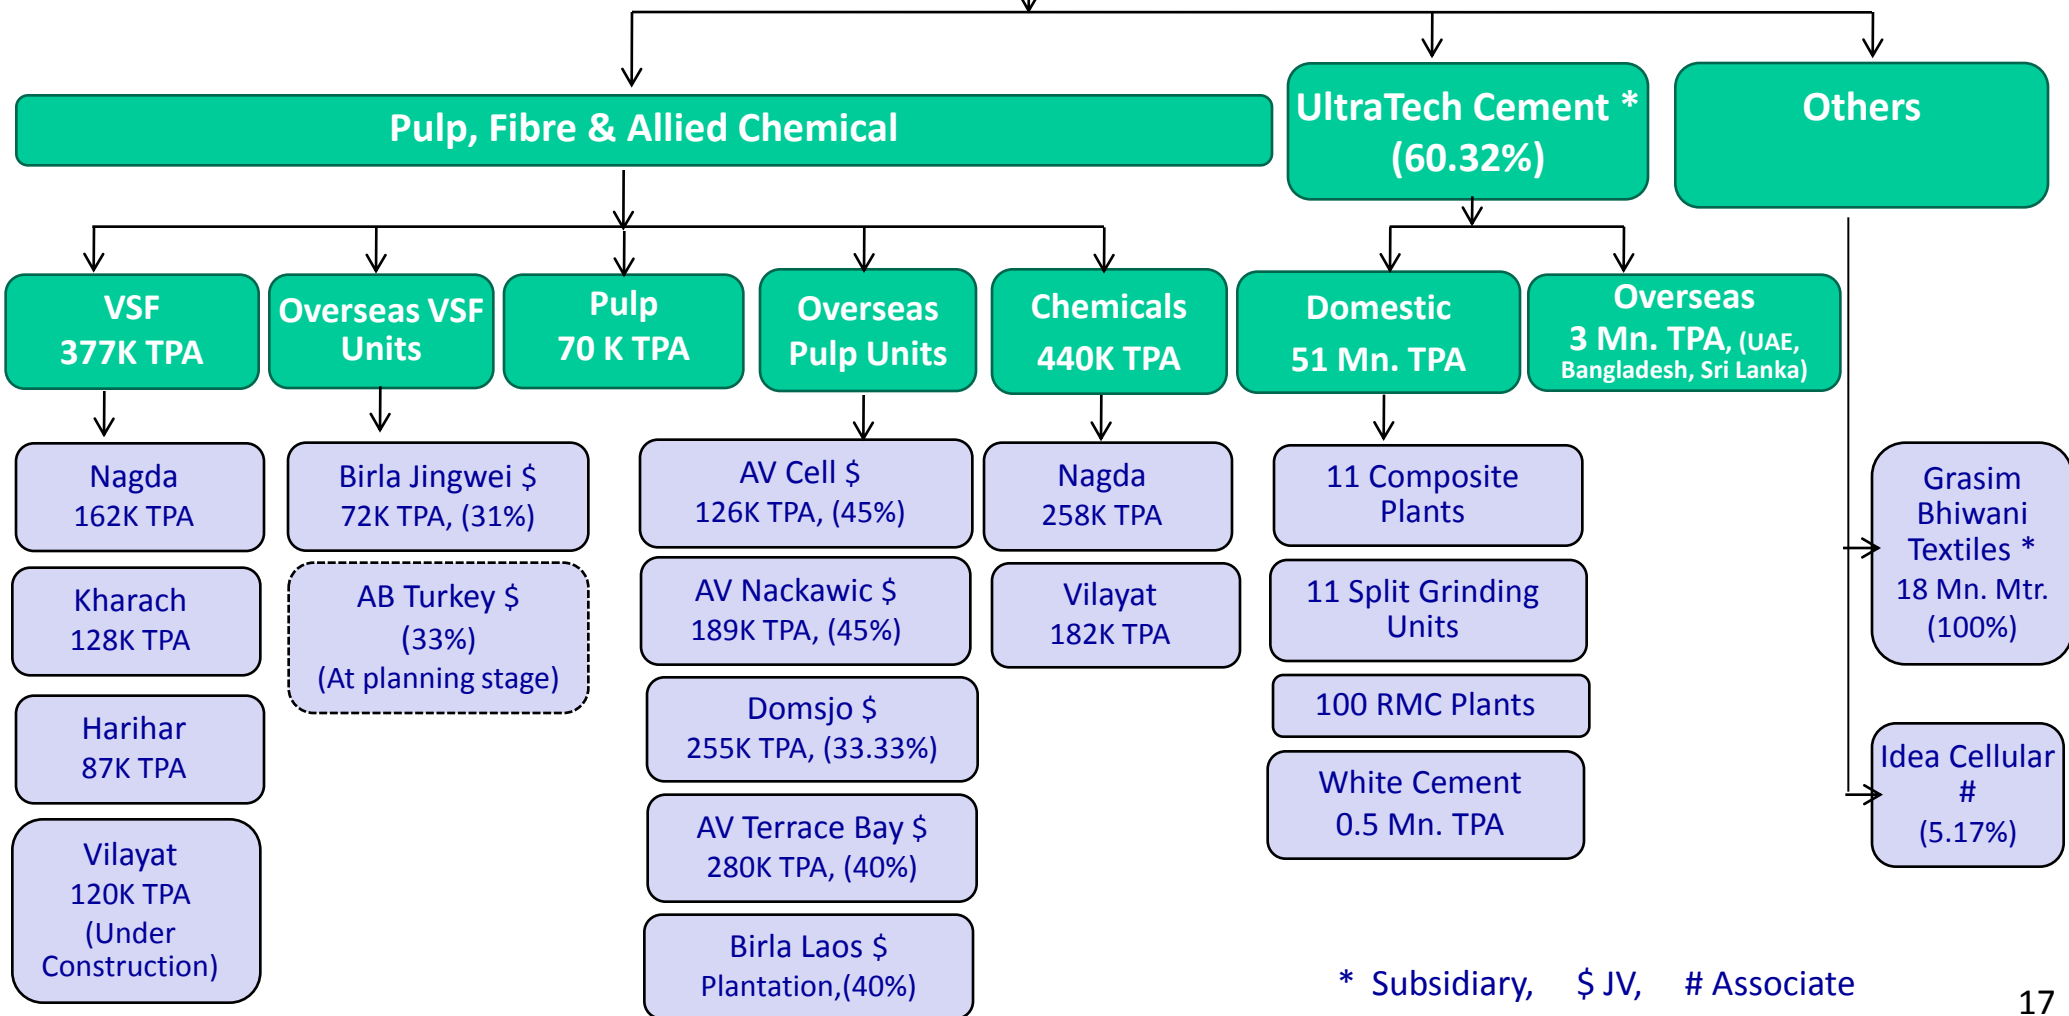 Pulp, Fibre & Allied Chemical
UltraTech Cement *
(60.32%)
Others
VSF
377K TPA
Overseas VSF
Units
Pulp
70 K TPA
Overseas
Pulp Units
Chemicals
440K TPA
Domestic
51 Mn. TPA
Overseas
3 Mn. TPA, (UAE,
Bangladesh, Sri Lanka)
Nagda
162K TPA
Kharach
128K TPA
Harihar
87K TPA
Vilayat
120K TPA
(Under
Construction)
Birla Jingwei $
72K TPA, (31%)
AB Turkey $
(33%)
(At planning stage)
AV Cell $
126K TPA, (45%)
AV Nackawic $
189K TPA, (45%)
Domsjo $
255K TPA, (33.33%)
AV Terrace Bay $
280K TPA, (40%)
Birla Laos $
Plantation,(40%)
Nagda
258K TPA
Vilayat
182K TPA
11 Composite
Plants
11 Split Grinding
Units
100 RMC Plants
White Cement
0.5 Mn. TPA
Grasim
Bhiwani
Textiles *
18 Mn. Mtr.
(100%)
Idea Cellular
#
(5.17%)
* Subsidiary, $ JV, # Associate
17